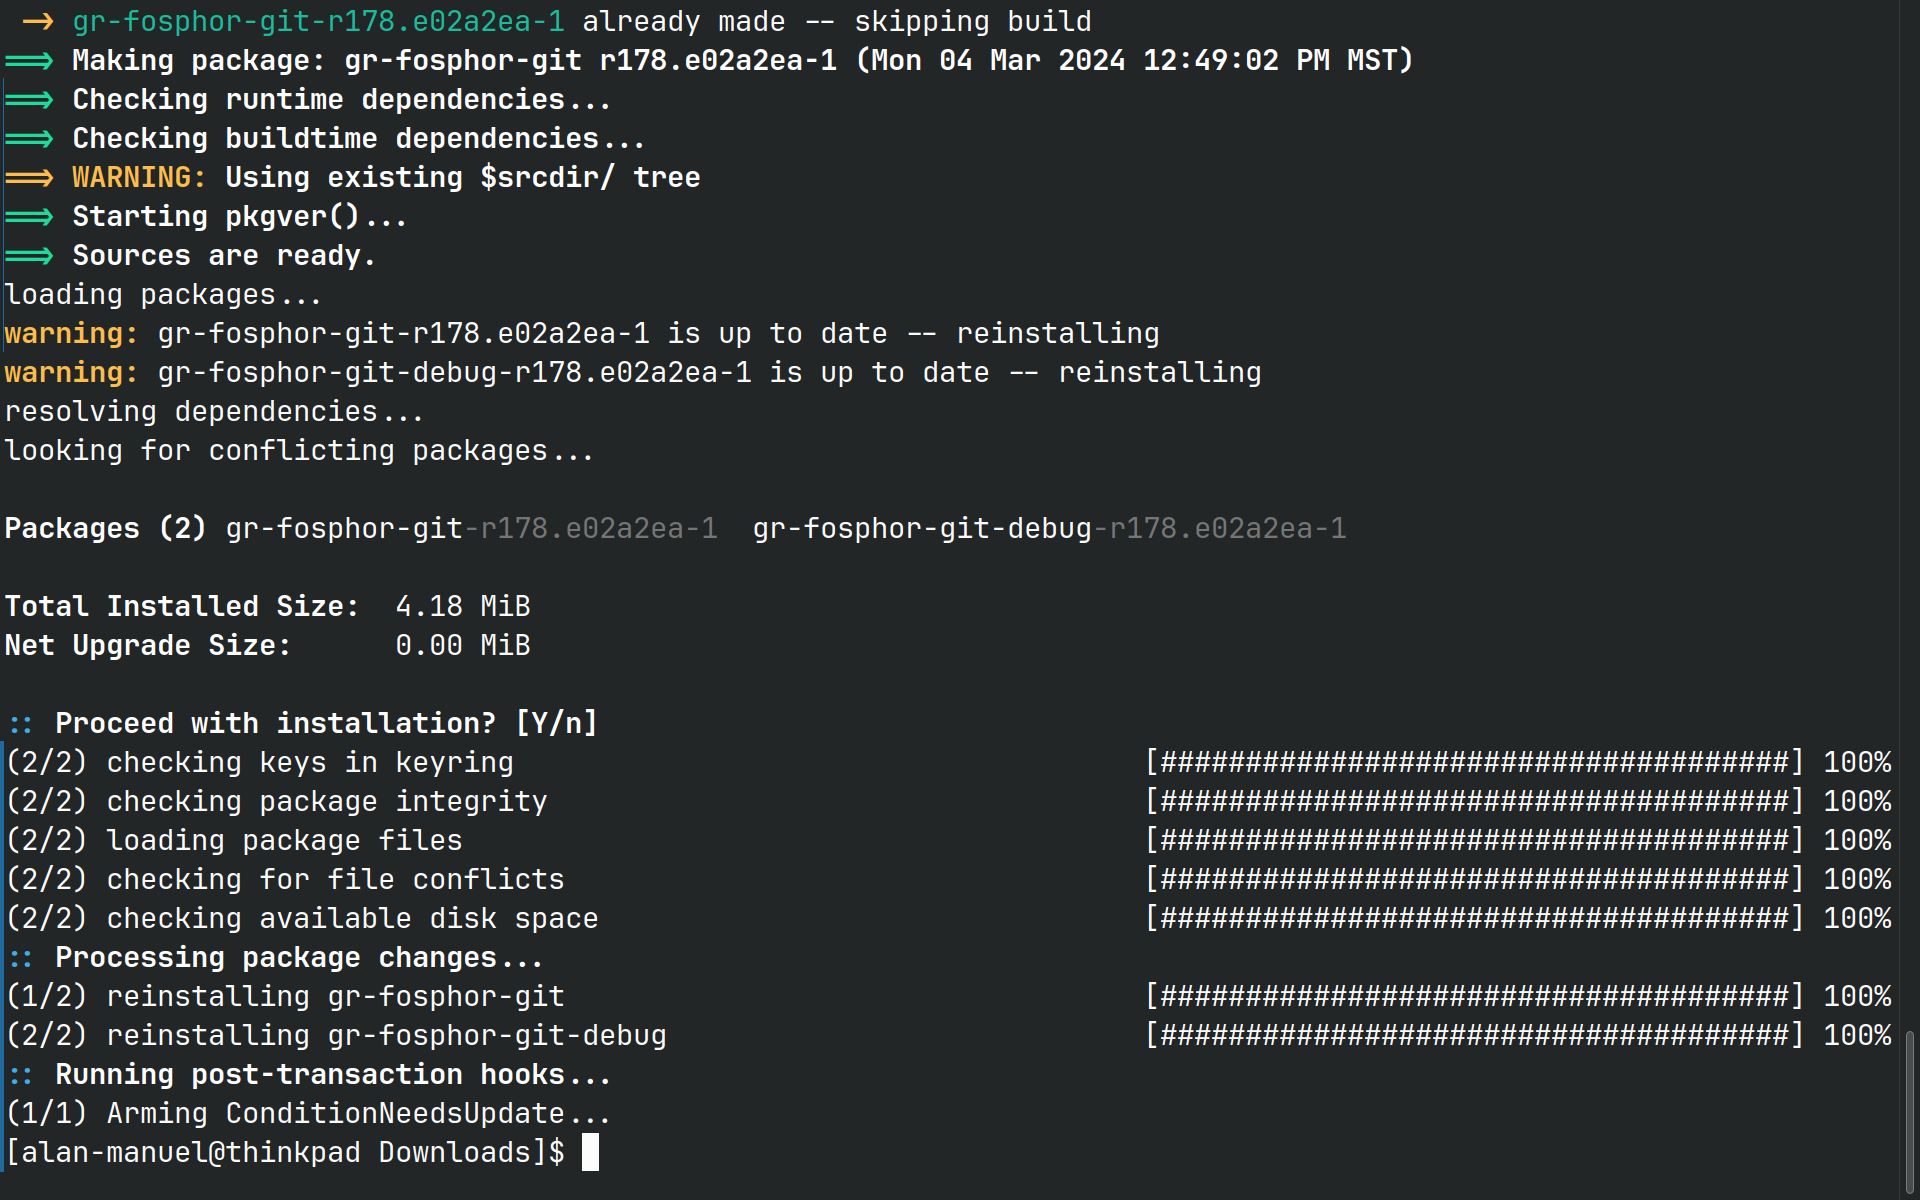 → gr-fosphor-git-r178.e02a2ea-1 already made -- skipping build
==> Making package: gr-fosphor-git r178.e02a2ea-1 (Mon 04 Mar 2024 12:49:02 PM MST)
==> Checking runtime dependencies...
==> Checking buildtime dependencies...
==> WARNING: Using existing $srcdir/ tree
==> Starting pkgver()...
==> Sources are ready.
loading packages...
warning: gr-fosphor-git-r178.e02a2ea-1 is up to date -- reinstalling
warning: gr-fosphor-git-debug-r178.e02a2ea-1 is up to date -- reinstalling
resolving dependencies...
looking for conflicting packages...
Packages (2) gr-fosphor-git-r178.e02a2ea-1  gr-fosphor-git-debug-r178.e02a2ea-1
Total Installed Size:  4.18 MiB
Net Upgrade Size:      0.00 MiB
:: Proceed with installation? [Y/n]
(2/2) checking keys in keyring [#####################################] 100%
(2/2) checking package integrity [#####################################] 100%
(2/2) loading package files [#####################################] 100%
(2/2) checking for file conflicts [#####################################] 100%
(2/2) checking available disk space [#####################################] 100%
:: Processing package changes...
(1/2) reinstalling gr-fosphor-git [#####################################] 100%
(2/2) reinstalling gr-fosphor-git-debug [#####################################] 100%
:: Running post-transaction hooks...
(1/1) Arming ConditionNeedsUpdate...
[alan-manuel@thinkpad Downloads]$